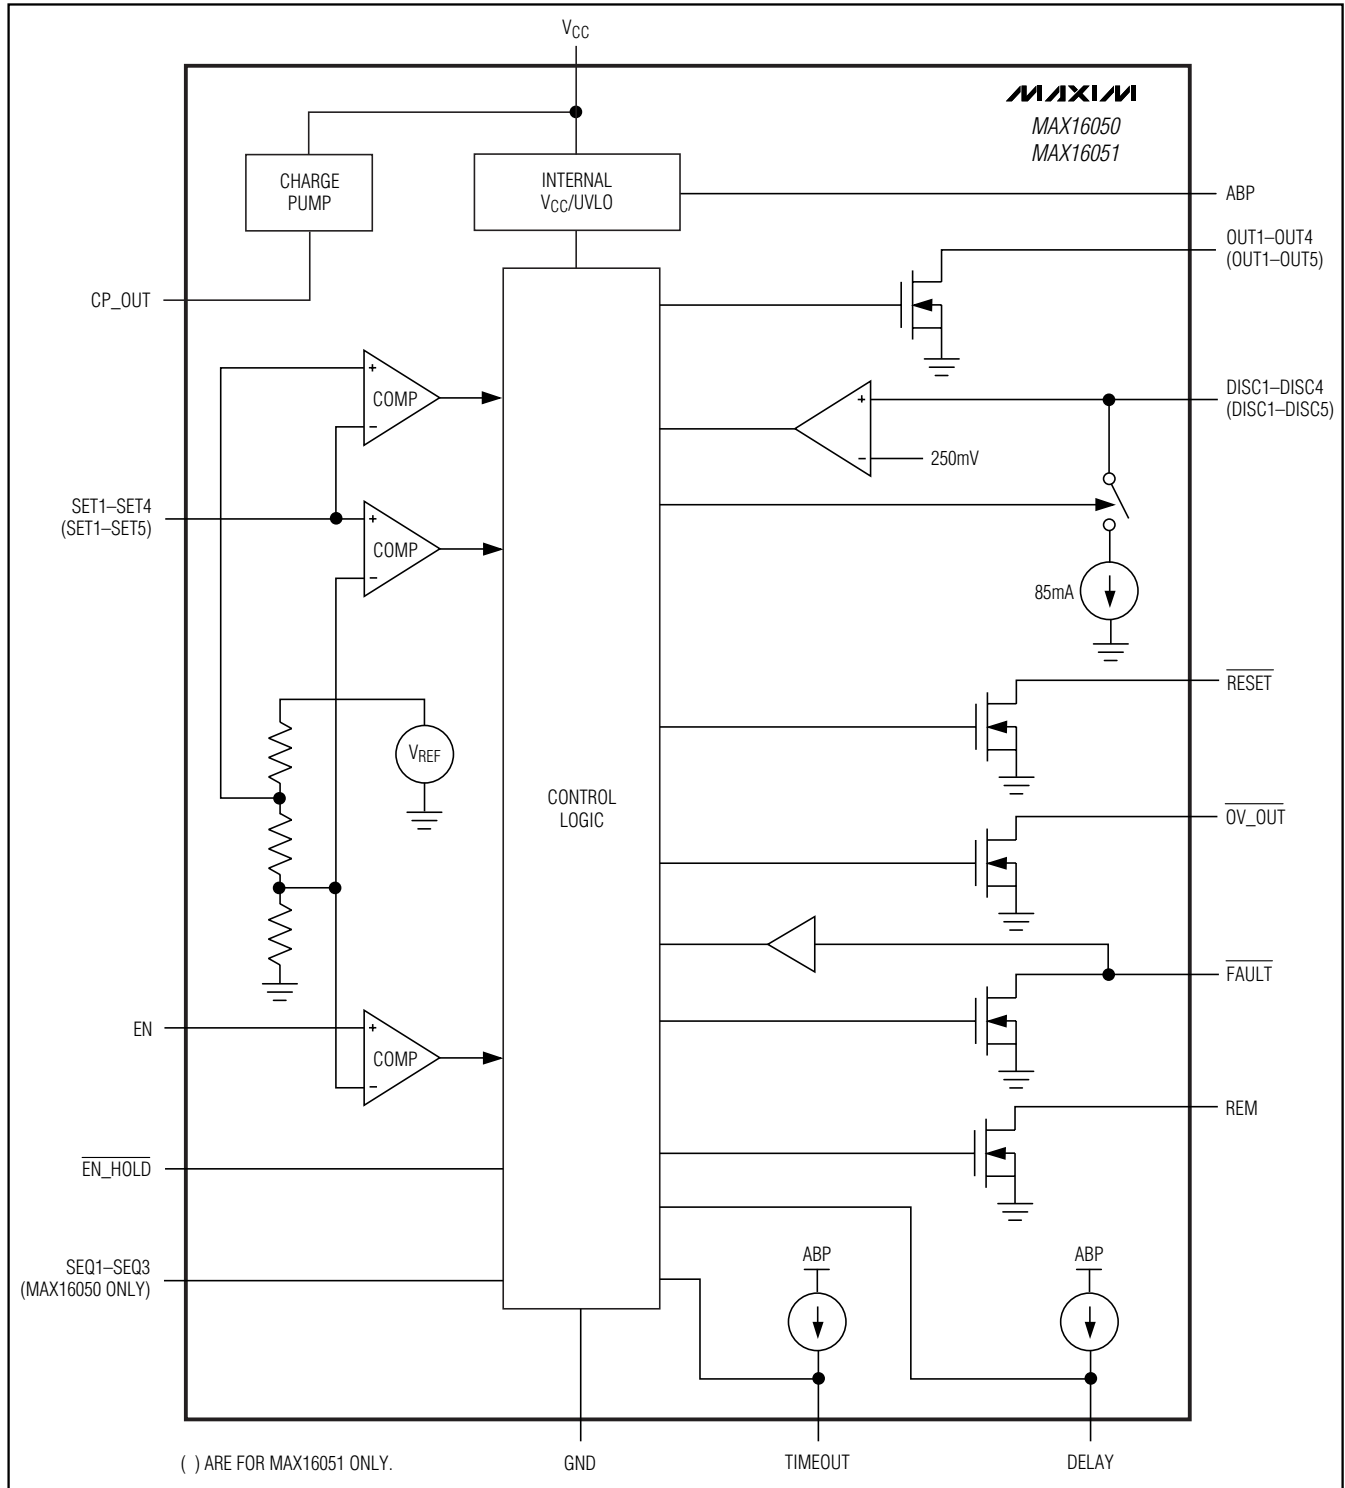 VCC
MAXIM
MAX16050
MAX16051
CHARGE
PUMP
INTERNAL
VCC/UVLO
ABP
OUT1–OUT4
(OUT1–OUT5)
CP_OUT
+
COMP
−
DISC1–DISC4
(DISC1–DISC5)
+
−
250mV
SET1–SET4
(SET1–SET5)
+
COMP
−
85mA
RESET
VREF
CONTROL
LOGIC
OV_OUT
FAULT
EN
+
COMP
−
REM
EN_HOLD
SEQ1–SEQ3
(MAX16050 ONLY)
ABP
ABP
( ) ARE FOR MAX16051 ONLY.
GND
TIMEOUT
DELAY